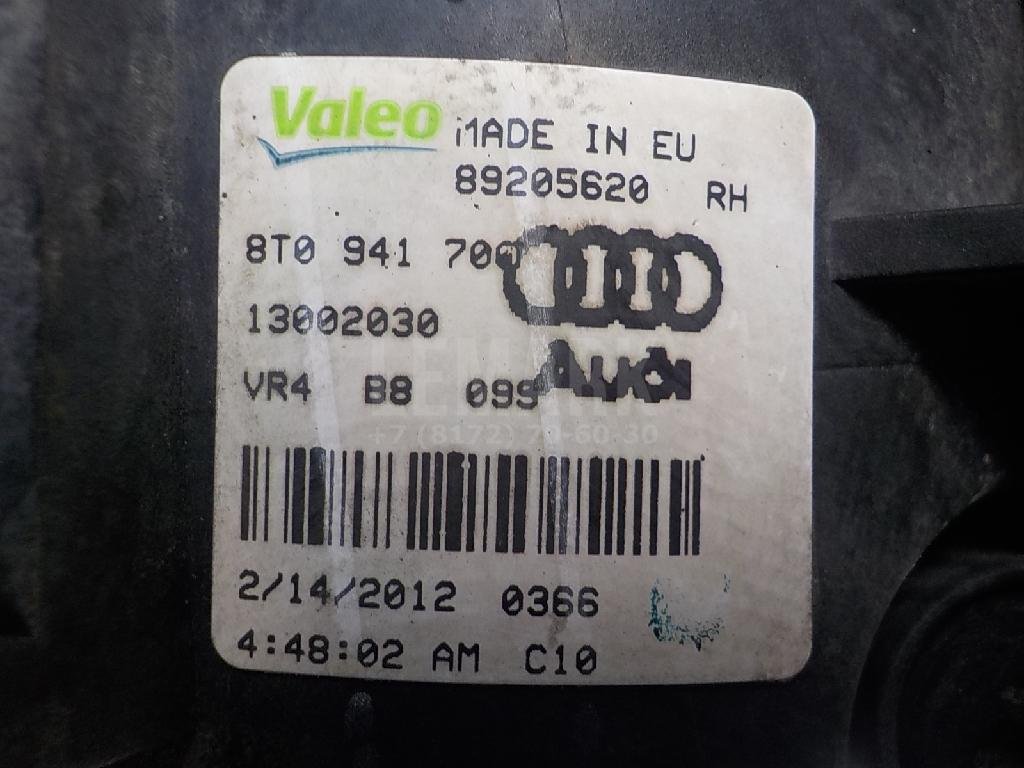 Valeo MADE IN EU
89205620 RH
8T0 941 700
13002030
VR4 B8 099
Audi
2/14/2012 0366
4:48:02 AM C10